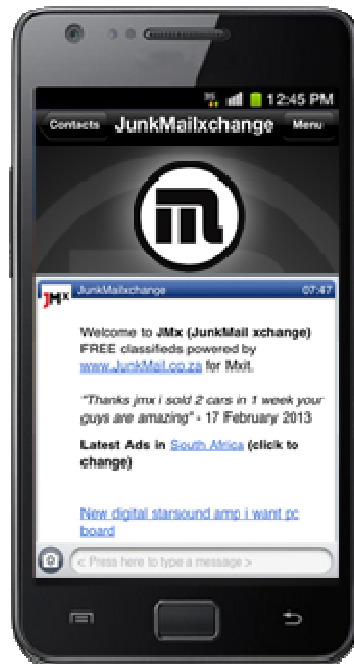 3G 12:45 PM
Contacts JunkMailxchange Menu
m
JMx JunkMailxchange 07:47
Welcome to JMx (JunkMail xchange)
FREE classifieds powered by
www.JunkMail.co.za for Mxit.
"Thanks jmx i sold 2 cars in 1 week your
guys are amazing" - 17 February 2013
Latest Ads in South Africa (click to
change)
New digital starsound amp i want pc
board
< Press here to type a message >